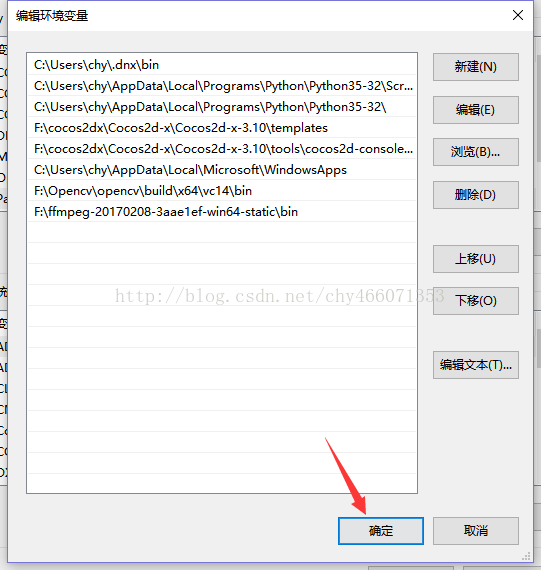 编辑环境变量
C:\Users\chy\.dnx\bin
C:\Users\chy\AppData\Local\Programs\Python\Python35-32\Scr...
C:\Users\chy\AppData\Local\Programs\Python\Python35-32\
F:\cocos2dx\Cocos2d-x\Cocos2d-x-3.10\templates
F:\cocos2dx\Cocos2d-x\Cocos2d-x-3.10\tools\cocos2d-console...
C:\Users\chy\AppData\Local\Microsoft\WindowsApps
F:\Opencv\opencv\build\x64\vc14\bin
F:\ffmpeg-20170208-3aae1ef-win64-static\bin
新建(N)
编辑(E)
浏览(B)...
删除(D)
上移(U)
下移(O)
编辑文本(T)...
http://blog.csdn.net/chy466071353
确定
取消